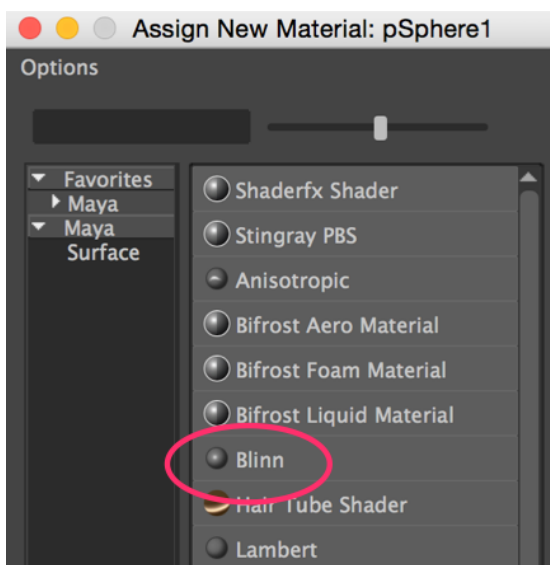 Assign New Material: pSphere1
Options
Favorites
Maya
Maya
Surface
Shaderfx Shader
Stingray PBS
Anisotropic
Bifrost Aero Material
Bifrost Foam Material
Bifrost Liquid Material
Blinn
Hair Tube Shader
Lambert